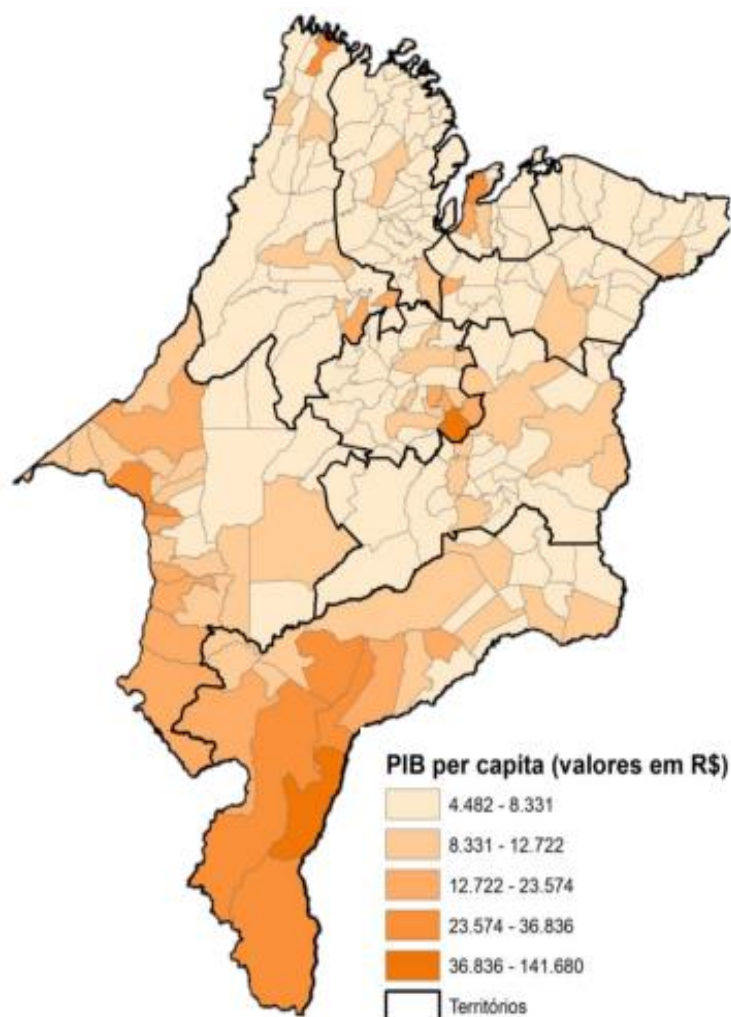 PIB per capita (valores em R$)
4.482 - 8.331
8.331 - 12.722
12.722 - 23.574
23.574 - 36.836
36.836 - 141.680
Territórios